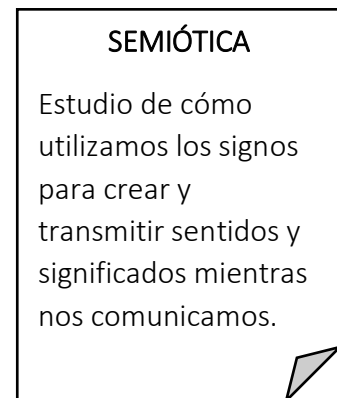 SEMIÓTICA
Estudio de cómo
utilizamos los signos
para crear y
transmitir sentidos y
significados mientras
nos comunicamos.